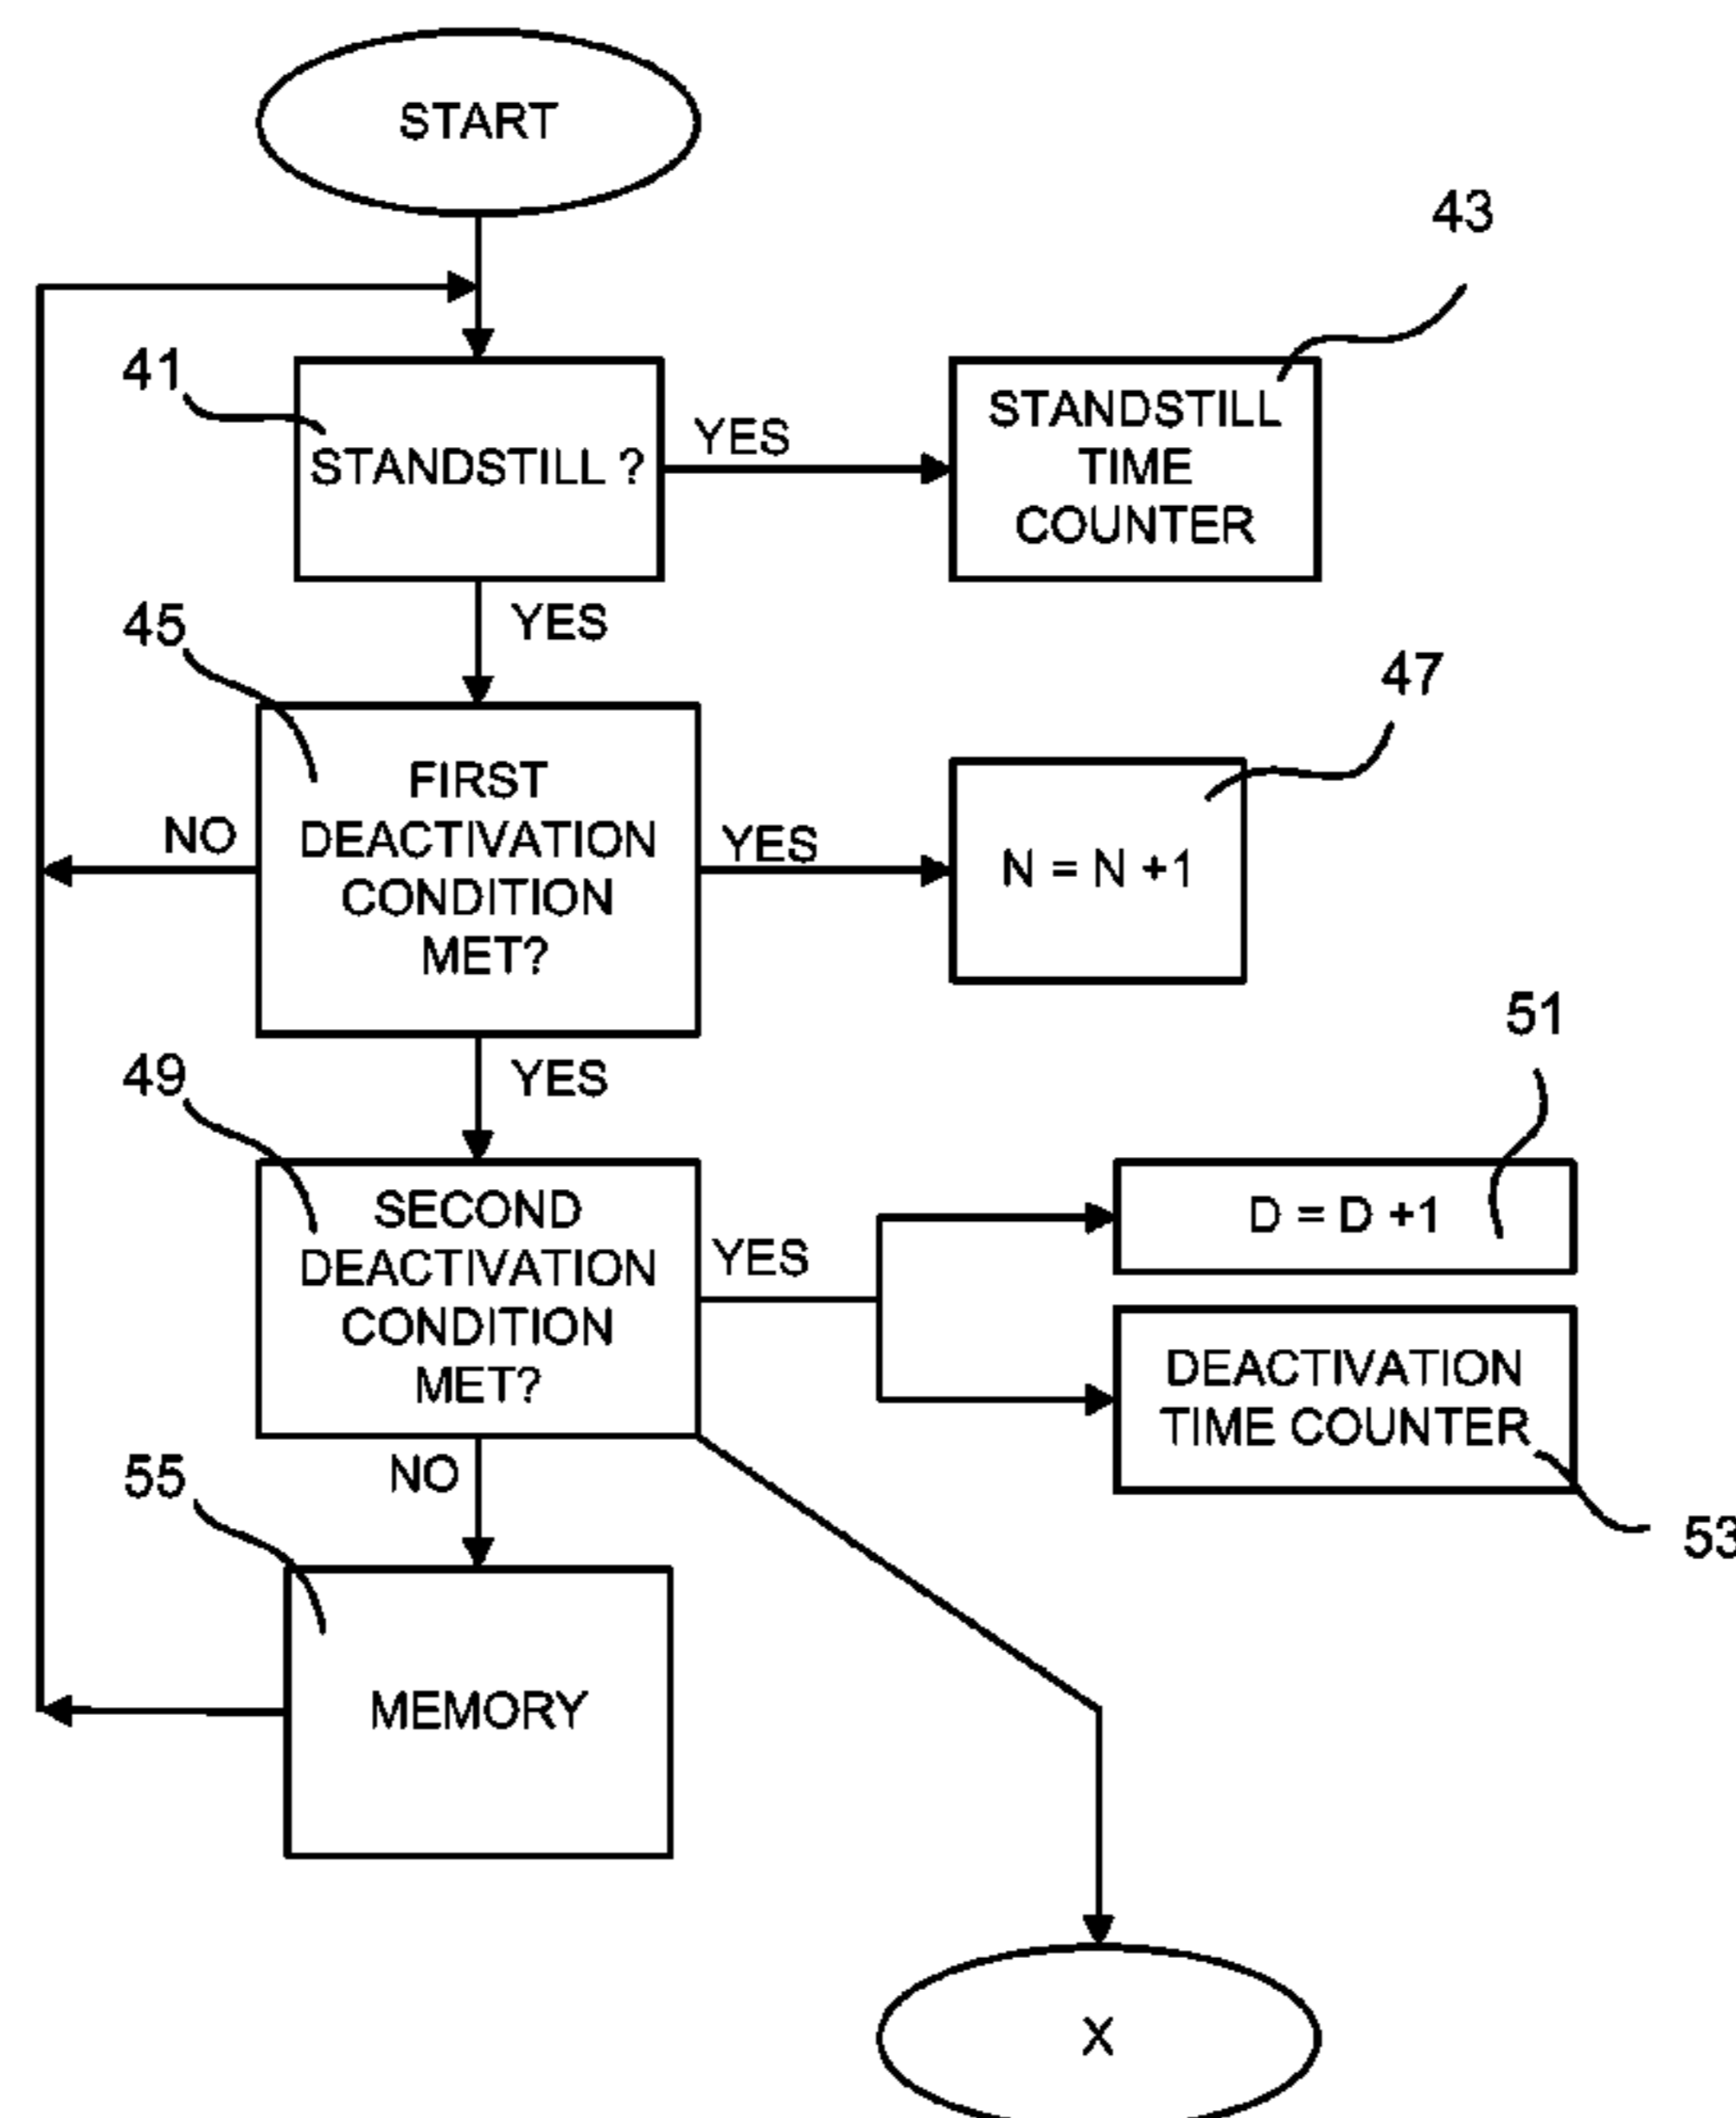 START
43
41
STANDSTILL ?
YES
STANDSTILL
TIME
COUNTER
YES
45
47
FIRST
DEACTIVATION
CONDITION
MET?
NO
YES
N = N +1
YES
49
51
SECOND
DEACTIVATION
CONDITION
MET?
YES
D = D +1
DEACTIVATION
TIME COUNTER
53
NO
55
MEMORY
X